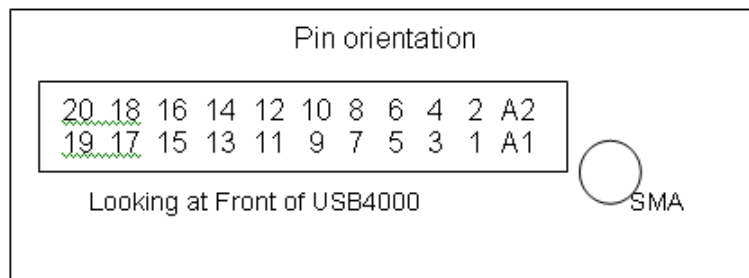 Pin orientation
20 18 16 14 12 10 8 6 4 2 A2
19 17 15 13 11 9 7 5 3 1 A1
Looking at Front of USB4000
SMA